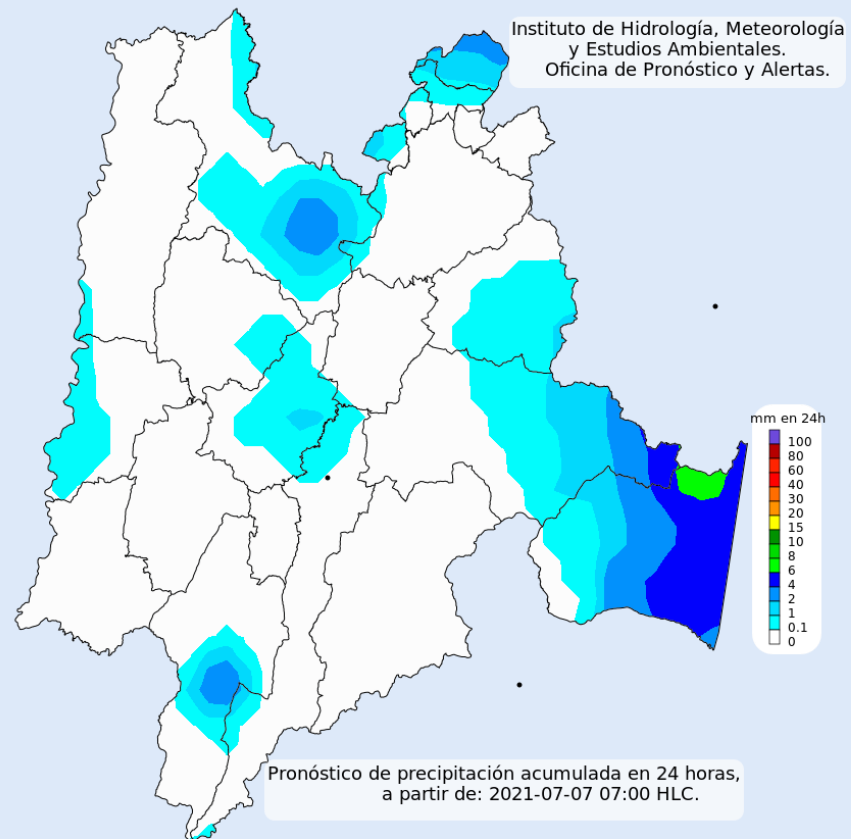 Instituto de Hidrología, Meteorología
y Estudios Ambientales.
Oficina de Pronóstico y Alertas.
mm en 24h
100
80
60
40
30
20
15
10
8
6
4
2
1
0.1
0
Pronóstico de precipitación acumulada en 24 horas,
a partir de: 2021-07-07 07:00 HLC.